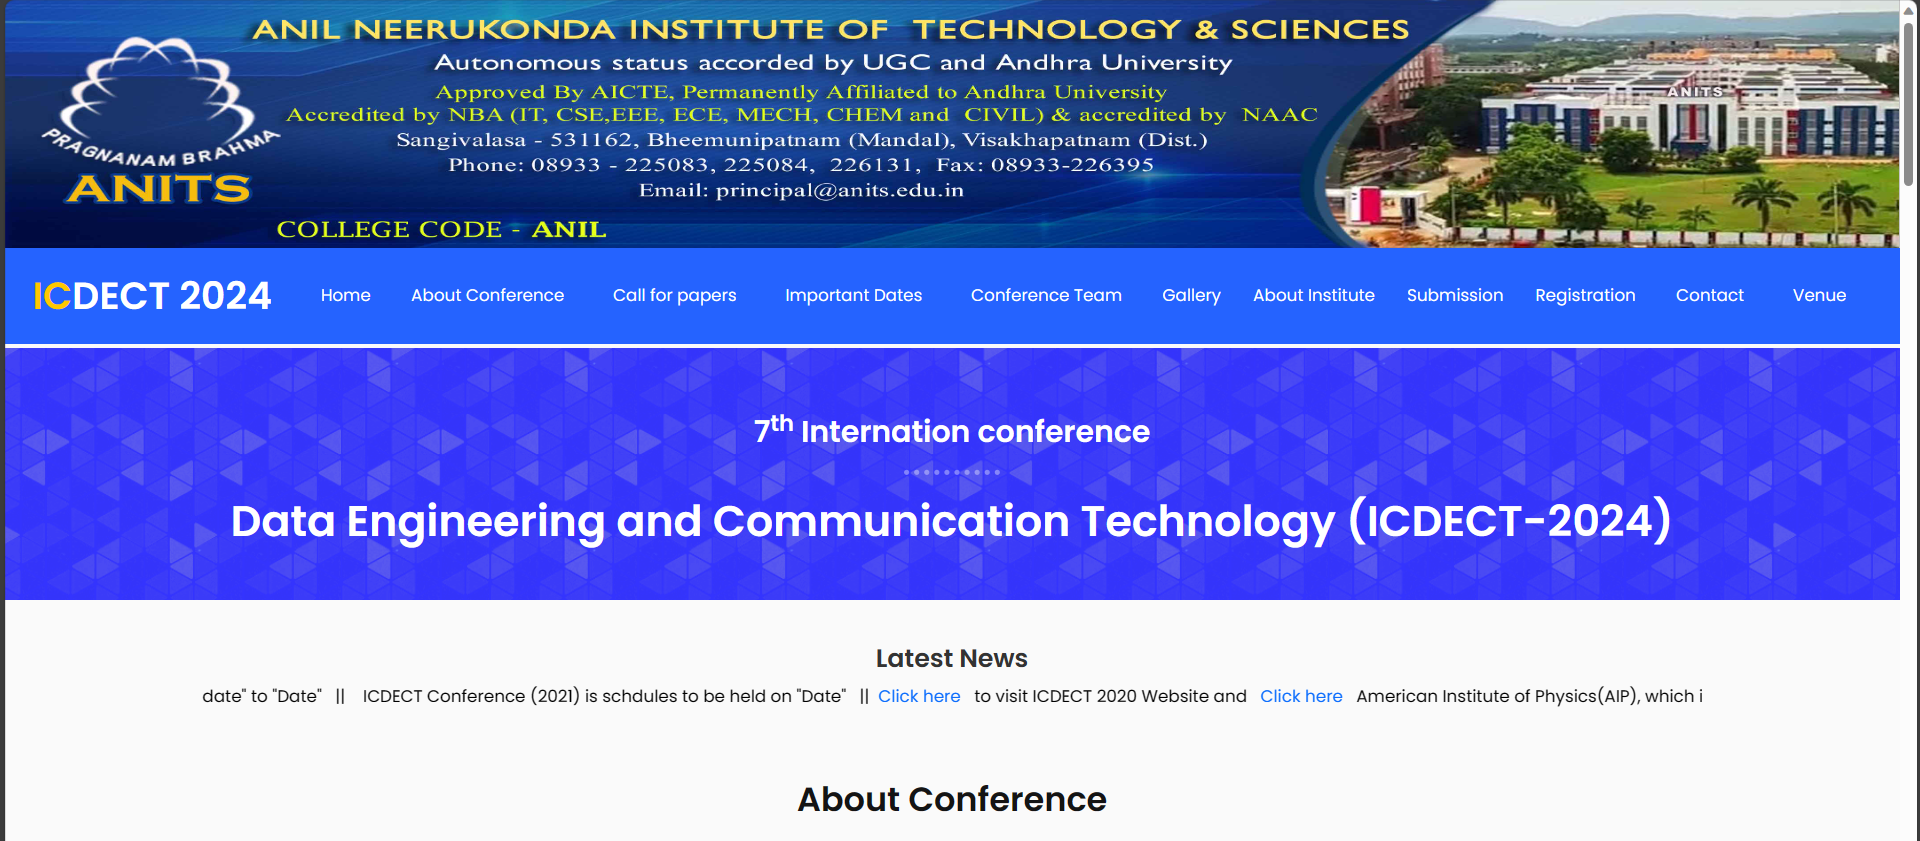 ANIL NEERUKONDA INSTITUTE OF TECHNOLOGY & SCIENCES
Autonomous status accorded by UGC and Andhra University
Approved By AICTE, Permanently Affiliated to Andhra University
Accredited by NBA (IT, CSE,EEE, ECE, MECH, CHEM and CIVIL) & accredited by NAAC
Sangivalasa - 531162, Bheemunipatnam (Mandal), Visakhapatnam (Dist.)
Phone: 08933 - 225083, 225084, 226131, Fax: 08933-226395
Email: principal@anits.edu.in
COLLEGE CODE - ANIL
PRAGNANAM BRAHMA
ANITS
ANITS
ICDECT 2024
Home About Conference Call for papers Important Dates Conference Team Gallery About Institute Submission Registration Contact Venue
7th Internation conference
Data Engineering and Communication Technology (ICDECT-2024)
Latest News
date" to "Date" || ICDECT Conference (2021) is schdules to be held on "Date" || Click here to visit ICDECT 2020 Website and Click here American Institute of Physics(AIP), which i
About Conference